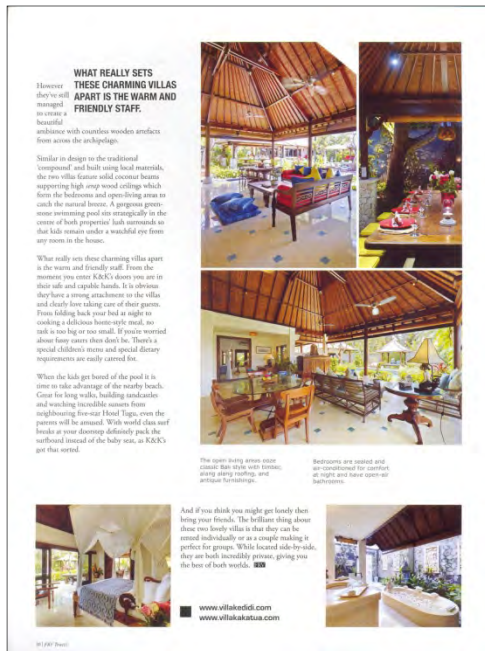 WHAT REALLY SETS
THESE CHARMING VILLAS
APART IS THE WARM AND
FRIENDLY STAFF.
However
they've still
managed
to create a
beautiful
ambiance with countless wooden artefacts
from across the archipelago.
Similar in design to the traditional
'compound' and built using local materials,
the two villas feature solid coconut beams
supporting high wood ceilings which
form the bedrooms and open-living areas to
catch the natural breeze. A gorgeous green-
stone swimming pool sits strategically in the
centre of both properties' lush surrounds so
that kids remain under a watchful eye from
any room in the house.
What really sets these charming villas apart
is the warm and friendly staff. From the
moment you enter K&K's doors you are in
their safe and capable hands. It is obvious
they have a strong attachment to the villas
and clearly love taking care of their guests.
From folding back your bed at night to
cooking a delicious home-style meal, no
task is too big or too small. If you're worried
about fussy eaters then don't be. There's a
special children's menu and special dietary
requirements are easily catered for.
When the kids get bored of the pool it is
time to take advantage of the nearby beach.
Great for long walks, building sandcastles
and watching incredible sunsets from
neighbouring five-star Hotel Tugu, even the
parents will be amused. With world class surf
breaks at your doorstep definitely pack the
surfboard instead of the baby seat, as K&K's
got that sorted.
The open living areas ooze
classic Bali-style with timber,
alang alang roofing, and
antique furnishings.
Bedrooms are sealed and
air-conditioned for comfort
at night and have open-air
bathrooms.
And if you think you might get lonely then
bring your friends. The brilliant thing about
these two lovely villas is that they can be
rented individually or as a couple making it
perfect for groups. While located side-by-side,
they are both incredibly private, giving you
the best of both worlds.
www.villakedidi.com
www.villakakatua.com